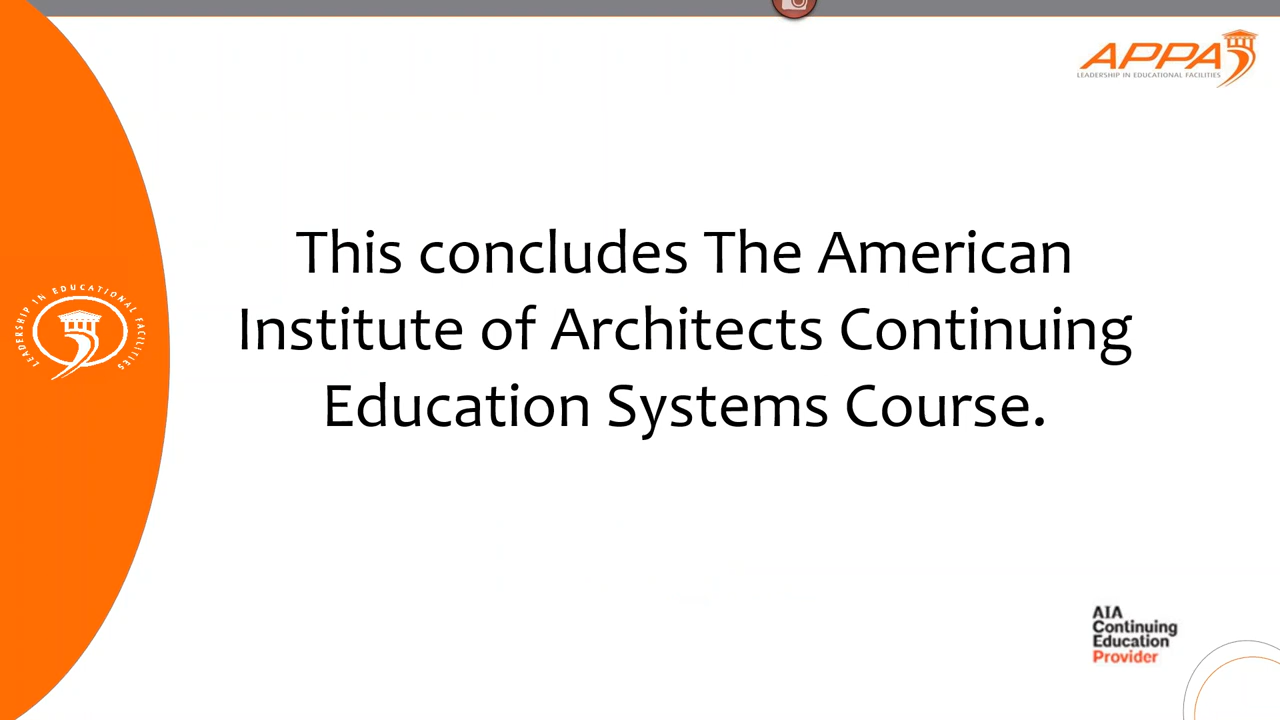 APPA
LEADERSHIP IN EDUCATIONAL FACILITIES
This concludes The American
Institute of Architects Continuing
Education Systems Course.
LEADERSHIP IN EDUCATIONAL FACILITIES
AIA
Continuing
Education
Provider